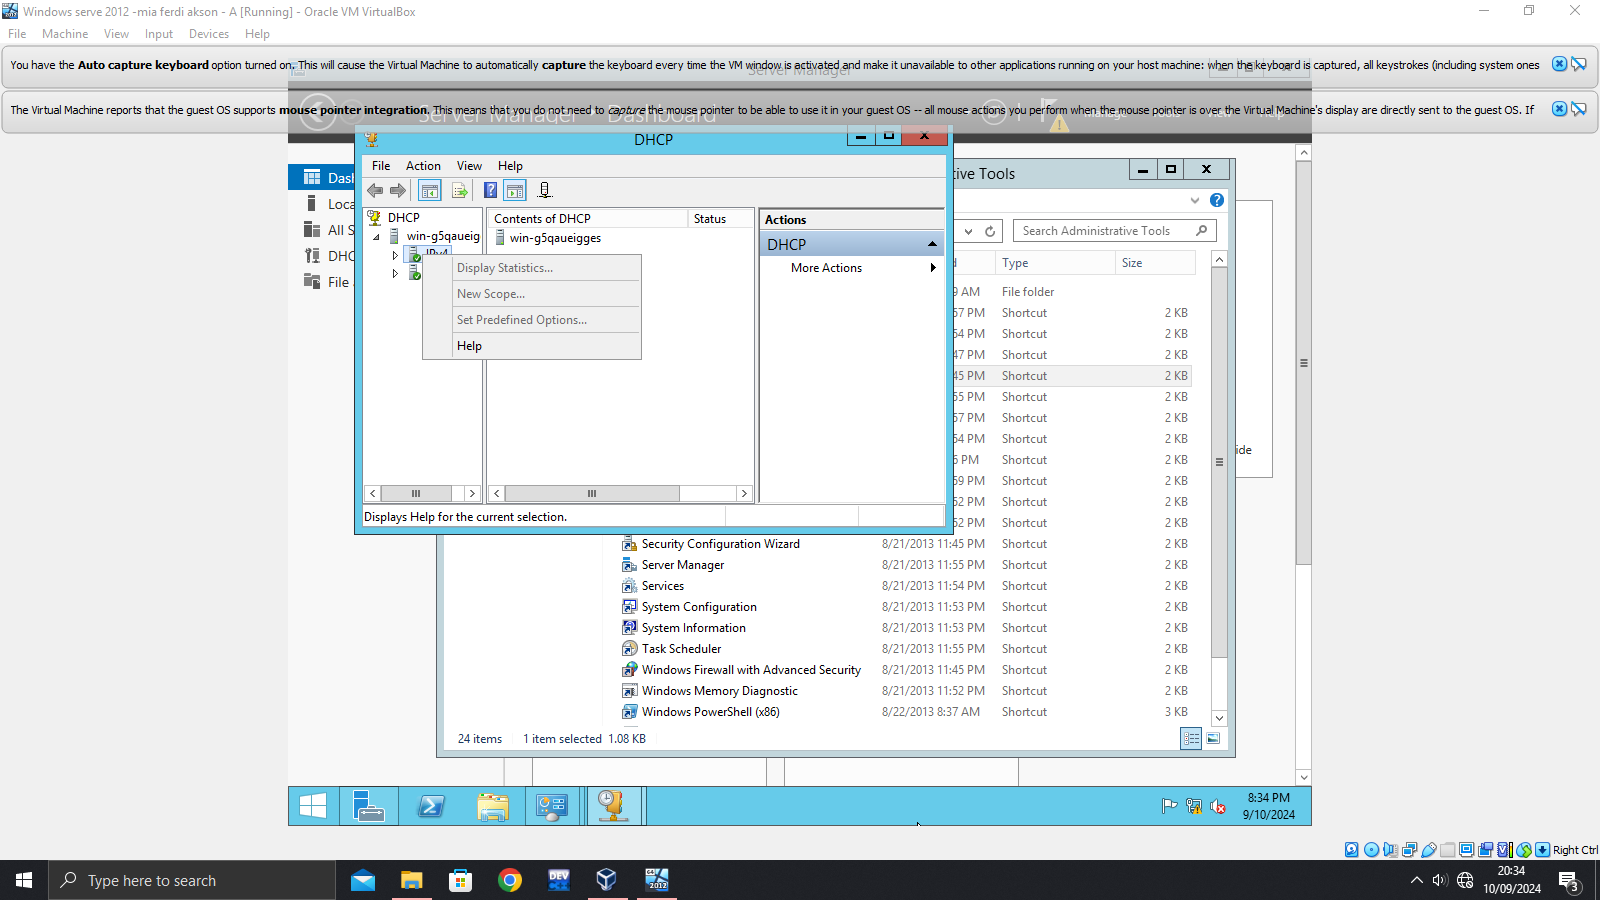 Windows serve 2012 -mia ferdi akson - A [Running] - Oracle VM VirtualBox
File Machine View Input Devices Help
You have the Auto capture keyboard option turned on. This will cause the Virtual Machine to automatically capture the keyboard every time the VM window is activated and make it unavailable to other applications running on your host machine: when the keyboard is captured, all keystrokes (including system ones
Server Manager
The Virtual Machine reports that the guest OS supports mouse pointer integration. This means that you do not need to capture the mouse pointer to be able to use it in your guest OS -- all mouse actions you perform when the mouse pointer is over the Virtual Machine's display are directly sent to the guest OS. If
Server Manager Dashboard
DHCP
File Action View Help
DHCP
win-g5qaueig
IPv4
Contents of DHCP Status
win-g5qaueigges
Actions
DHCP
More Actions
Display Statistics...
New Scope...
Set Predefined Options...
Help
Displays Help for the current selection.
Das
Loca
All S
DHC
File
ive Tools
Search Administrative Tools
d Type Size
9 AM File folder
57 PM Shortcut 2 KB
54 PM Shortcut 2 KB
47 PM Shortcut 2 KB
45 PM Shortcut 2 KB
55 PM Shortcut 2 KB
57 PM Shortcut 2 KB
54 PM Shortcut 2 KB
5 PM Shortcut 2 KB
59 PM Shortcut 2 KB
52 PM Shortcut 2 KB
52 PM Shortcut 2 KB
Security Configuration Wizard 8/21/2013 11:45 PM Shortcut 2 KB
Server Manager 8/21/2013 11:55 PM Shortcut 2 KB
Services 8/21/2013 11:54 PM Shortcut 2 KB
System Configuration 8/21/2013 11:53 PM Shortcut 2 KB
System Information 8/21/2013 11:53 PM Shortcut 2 KB
Task Scheduler 8/21/2013 11:55 PM Shortcut 2 KB
Windows Firewall with Advanced Security 8/21/2013 11:45 PM Shortcut 2 KB
Windows Memory Diagnostic 8/21/2013 11:52 PM Shortcut 2 KB
Windows PowerShell (x86) 8/22/2013 8:37 AM Shortcut 3 KB
24 items 1 item selected 1.08 KB
ide
8:34 PM
9/10/2024
Right Ctrl
Type here to search
DEV
2012
20:34
10/09/2024
3